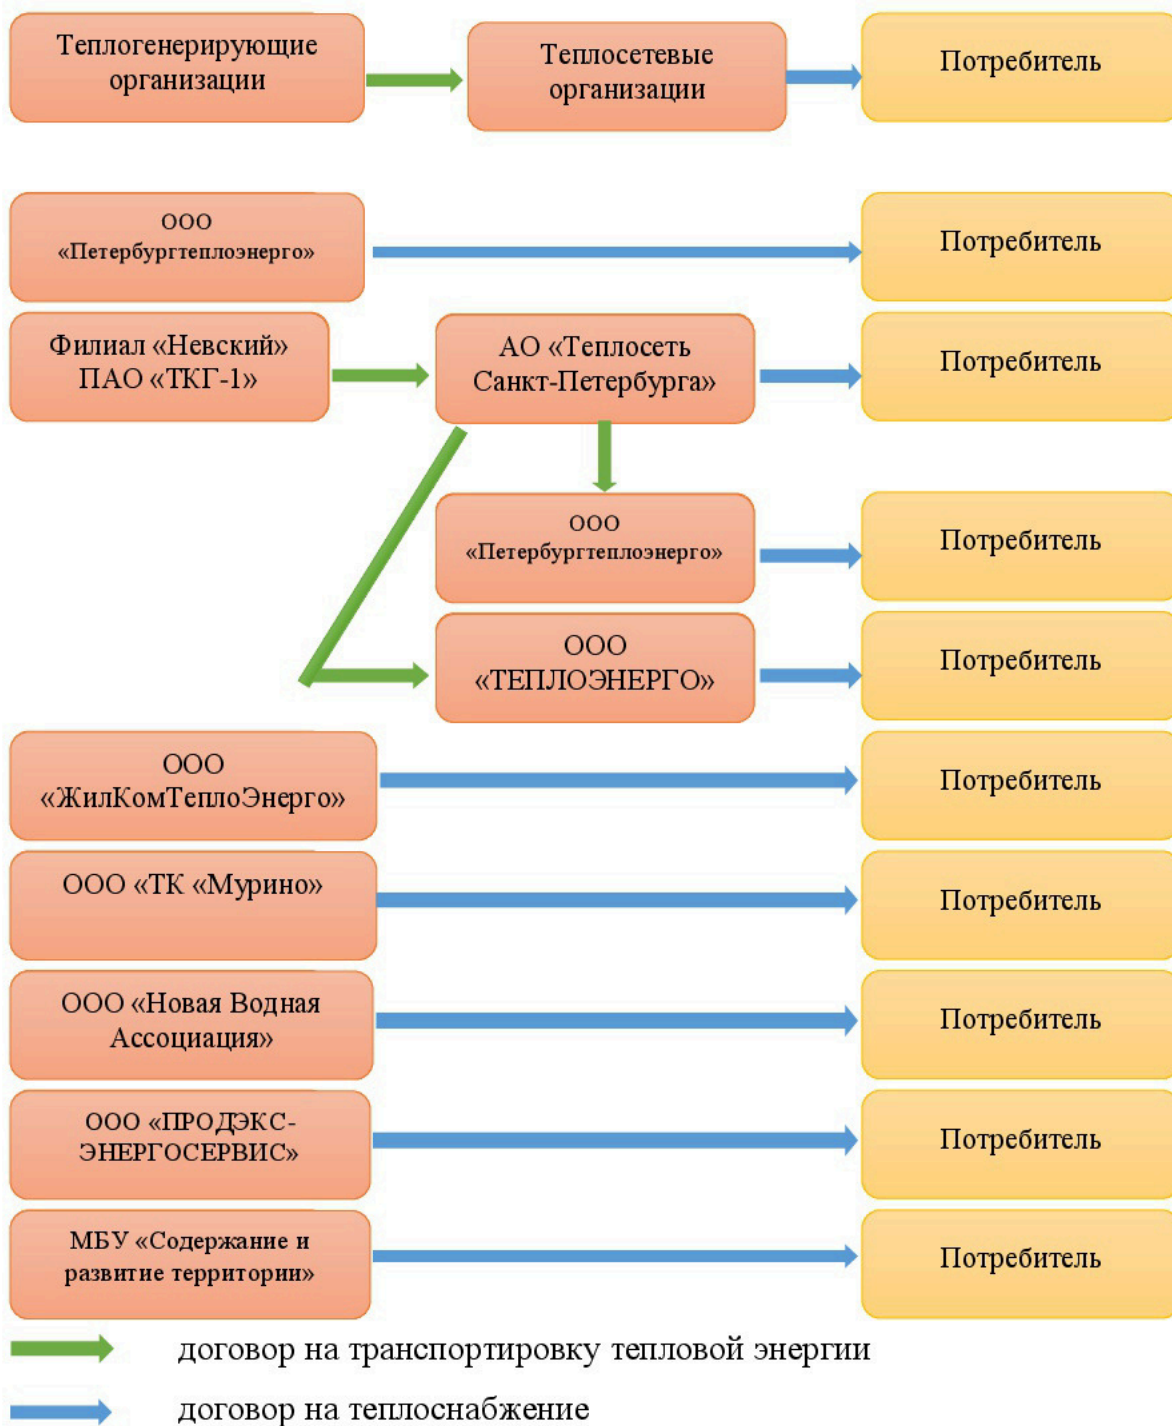 Теплогенерирующие
организации
Теплосетевые
организации
Потребитель
ООО
«Петербургтеплоэнерго»
Потребитель
Филиал «Невский»
ПАО «ТКГ-1»
АО «Теплосеть
Санкт-Петербурга»
Потребитель
ООО
«Петербургтеплоэнерго»
Потребитель
ООО
«ТЕПЛОЭНЕРГО»
Потребитель
ООО
«ЖилКомТеплоЭнерго»
Потребитель
ООО «ТК «Мурино»
Потребитель
ООО «Новая Водная
Ассоциация»
Потребитель
ООО «ПРОДЭКС-
ЭНЕРГОСЕРВИС»
Потребитель
МБУ «Содержание и
развитие территории»
Потребитель
договор на транспортировку тепловой энергии
договор на теплоснабжение